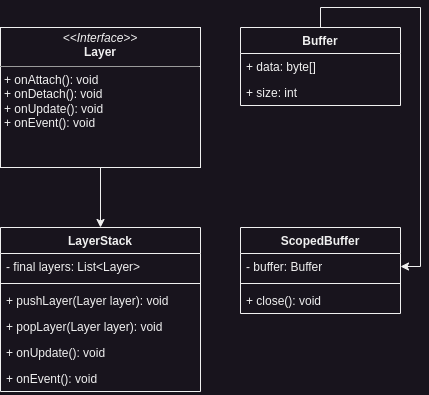 <<Interface>>
Layer
+ onAttach(): void
+ onDetach(): void
+ onUpdate(): void
+ onEvent(): void
Buffer
+ data: byte[]
+ size: int
LayerStack
- final layers: List<Layer>
+ pushLayer(Layer layer): void
+ popLayer(Layer layer): void
+ onUpdate(): void
+ onEvent(): void
ScopedBuffer
- buffer: Buffer
+ close(): void